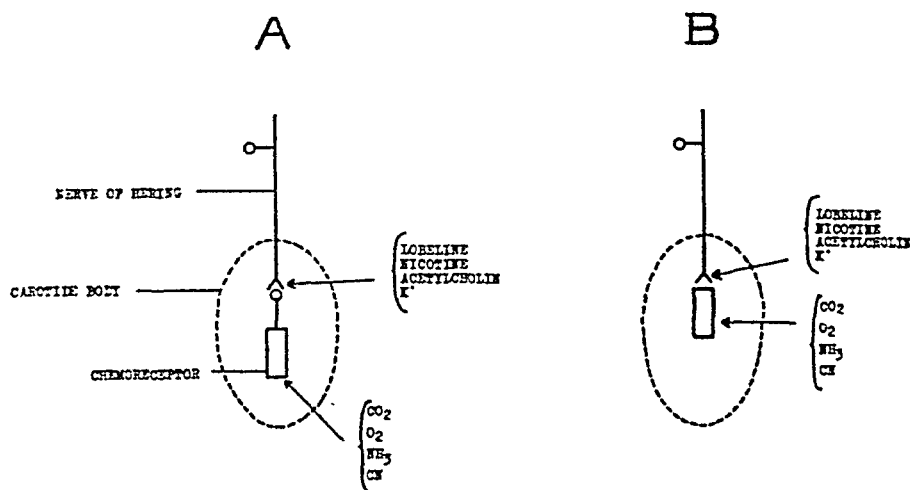 A
B
NERVE OF HERING
LOBELINE
NICOTINE
ACETYLCHOLIN
K⁺
CAROTIDE BODY
CHEMORECEPTOR
CO₂
O₂
NH₃
CN
LOBELINE
NICOTINE
ACETYLCHOLIN
K⁺
CO₂
O₂
NH₃
CN